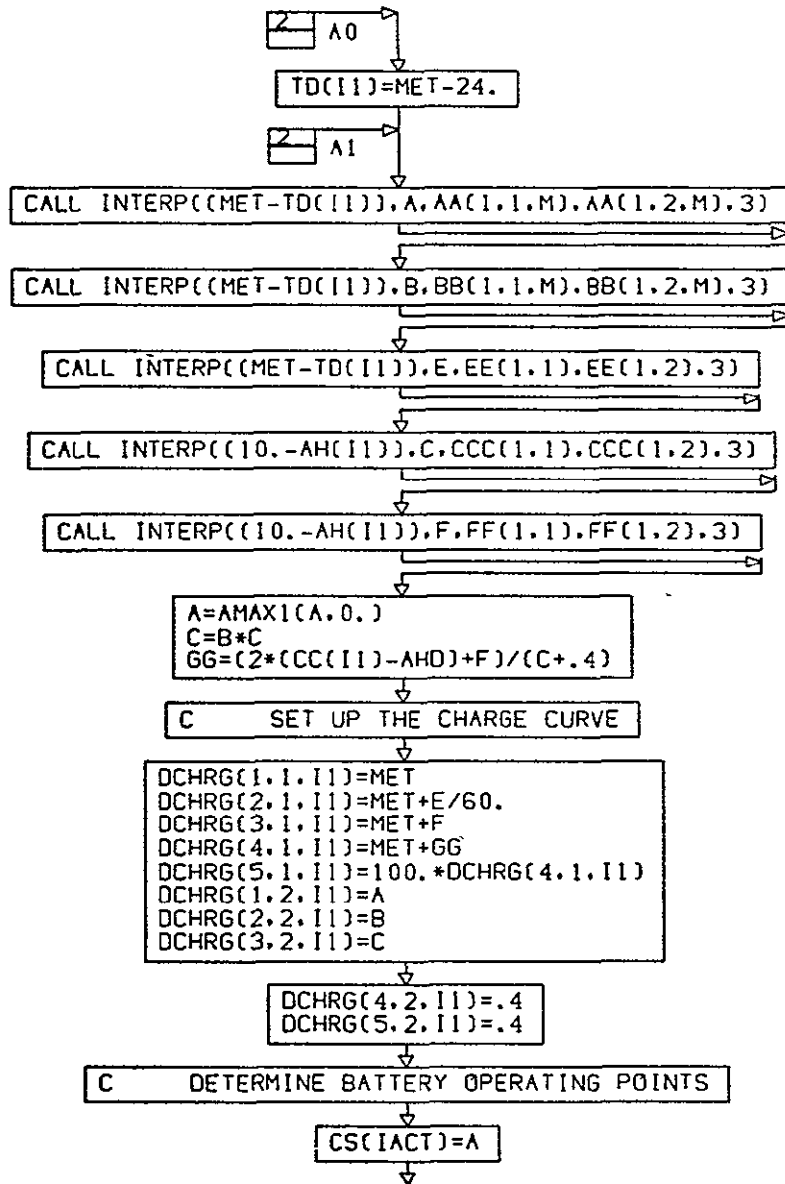 2
A0
TD(I1)=MET-24.
2
A1
CALL INTERP((MET-TD(I1)),A,AA(1,1,M),AA(1,2,M),3)
CALL INTERP((MET-TD(I1)),B,BB(1,1,M),BB(1,2,M),3)
CALL INTERP((MET-TD(I1)),E,EE(1,1),EE(1,2),3)
CALL INTERP((10.-AH(I1)),C,CCC(1,1),CCC(1,2),3)
CALL INTERP((10.-AH(I1)),F,FF(1,1),FF(1,2),3)
A=AMAX1(A,0.)
C=B*C
GG=(2*(CC(I1)-AHD)+F)/(C+.4)
C SET UP THE CHARGE CURVE
DCHRG(1,1,I1)=MET
DCHRG(2,1,I1)=MET+E/60.
DCHRG(3,1,I1)=MET+F
DCHRG(4,1,I1)=MET+GG
DCHRG(5,1,I1)=100.*DCHRG(4,1,I1)
DCHRG(1,2,I1)=A
DCHRG(2,2,I1)=B
DCHRG(3,2,I1)=C
DCHRG(4,2,I1)=.4
DCHRG(5,2,I1)=.4
C DETERMINE BATTERY OPERATING POINTS
CS(IACT)=A